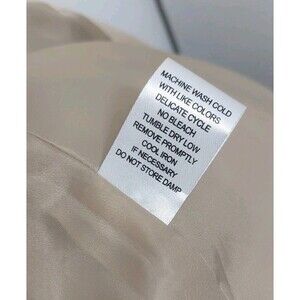 MACHINE WASH COLD
WITH LIKE COLORS
DELICATE CYCLE
NO BLEACH
TUMBLE DRY LOW
REMOVE PROMPTLY
COOL IRON
IF NECESSARY
DO NOT STORE DAMP